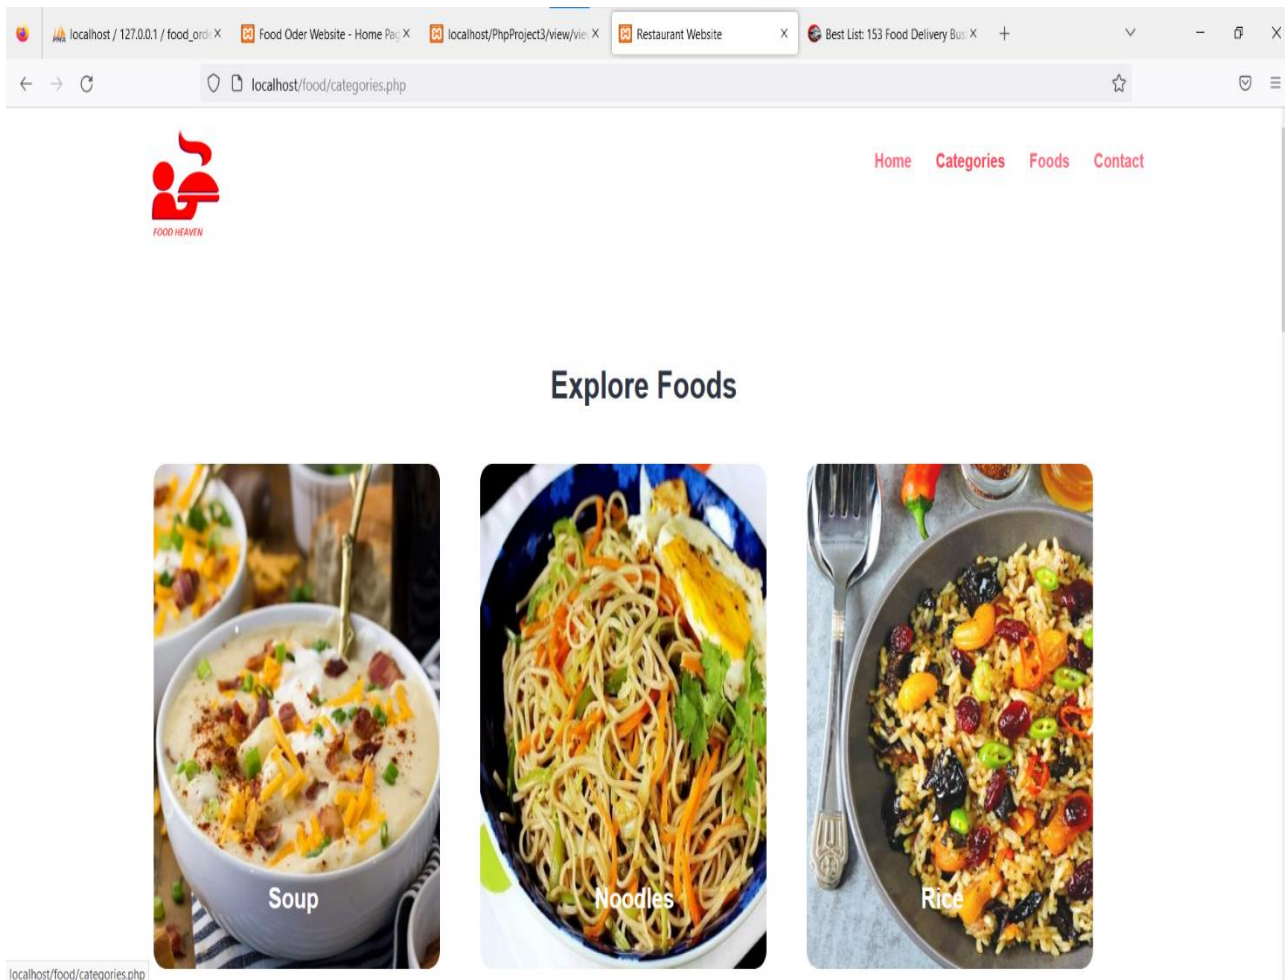 localhost / 127.0.0.1 / food_orde
Food Oder Website - Home Pag
localhost/PhpProject3/view/vie
Restaurant Website
Best List: 153 Food Delivery Bus
localhost/food/categories.php
Home Categories Foods Contact
FOOD HEAVEN
Explore Foods
Soup
Noodles
Rice
localhost/food/categories.php